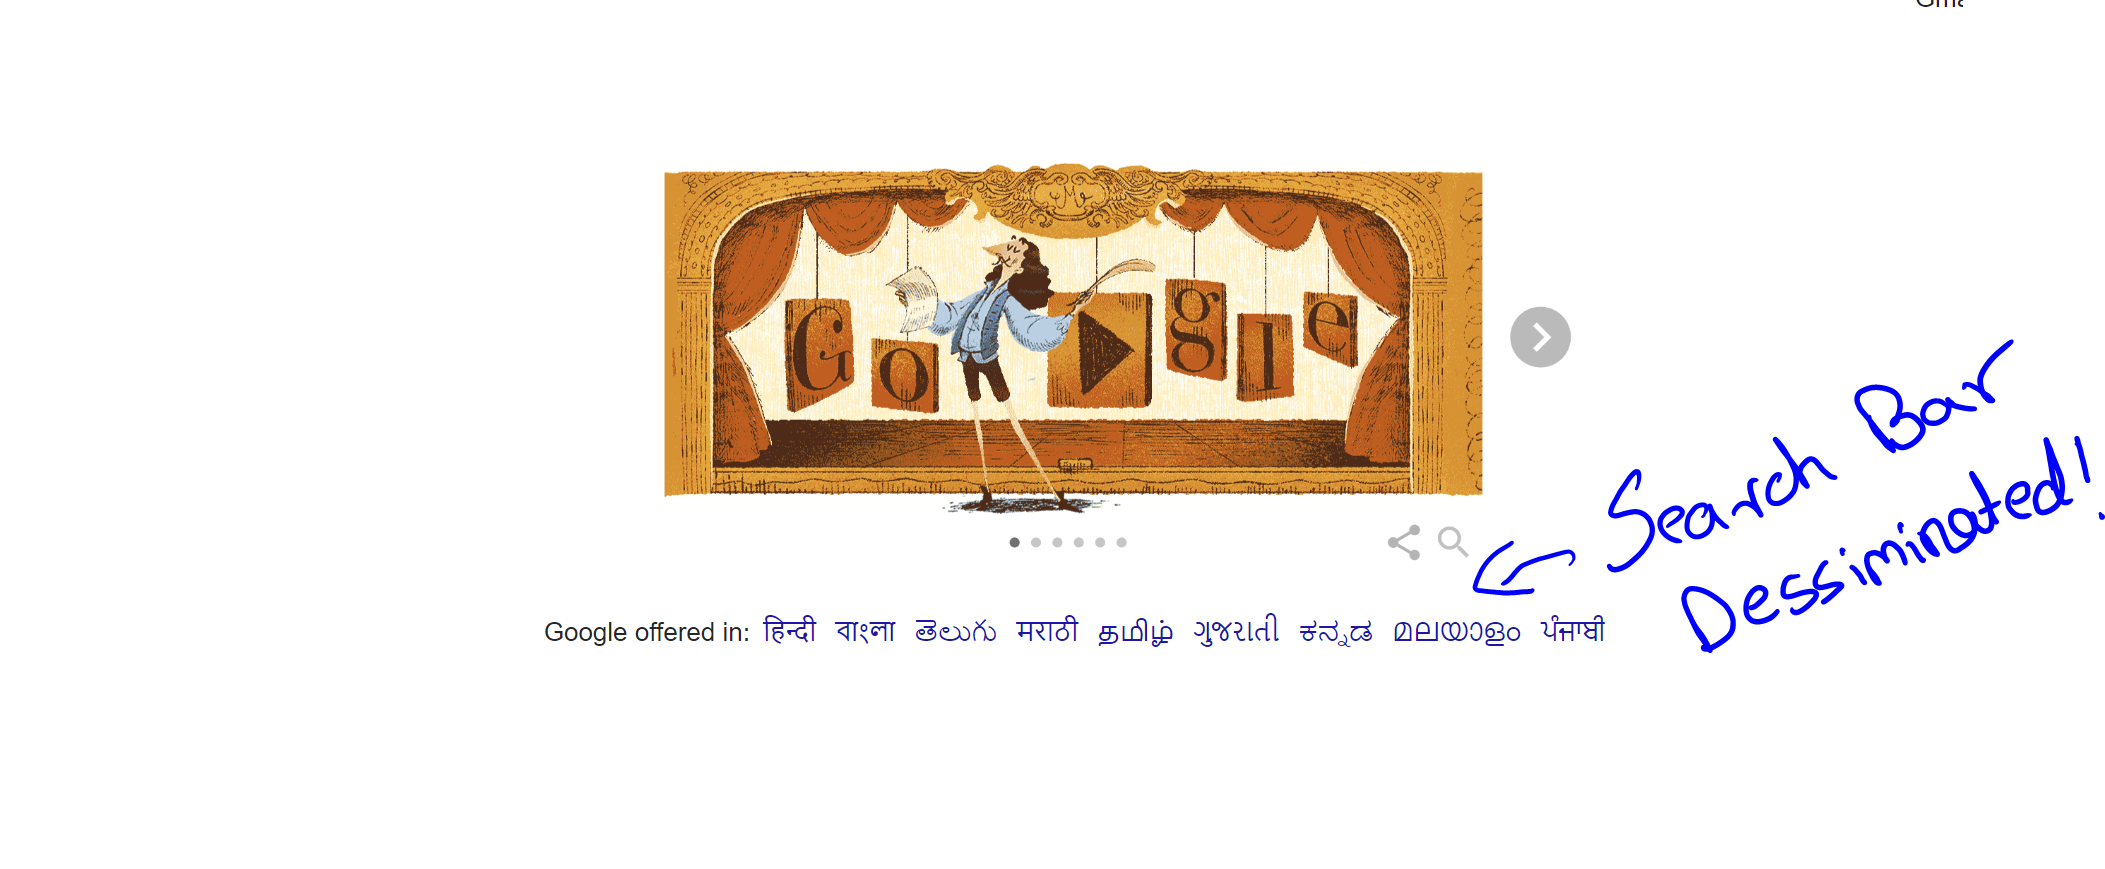 Gma
Google
Google offered in: हिन्दी বাংলা తెలుగు मराठी தமிழ் ગુજરાતી ಕನ್ನಡ മലയാളം ਪੰਜਾਬੀ
Search Bar
Dessiminated!